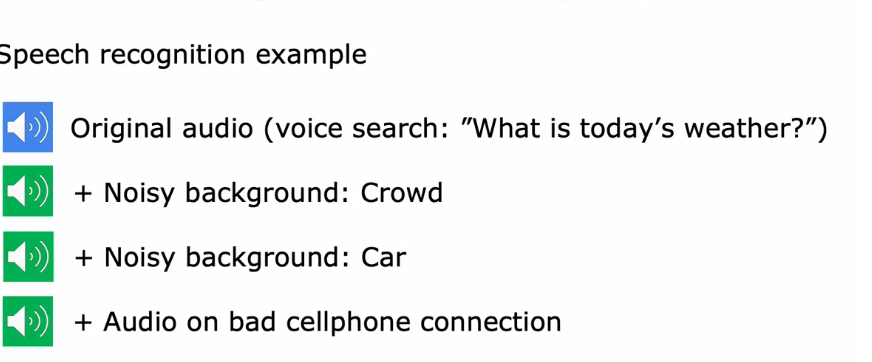 Speech recognition example
Original audio (voice search: ”What is today’s weather?”)
+ Noisy background: Crowd
+ Noisy background: Car
+ Audio on bad cellphone connection